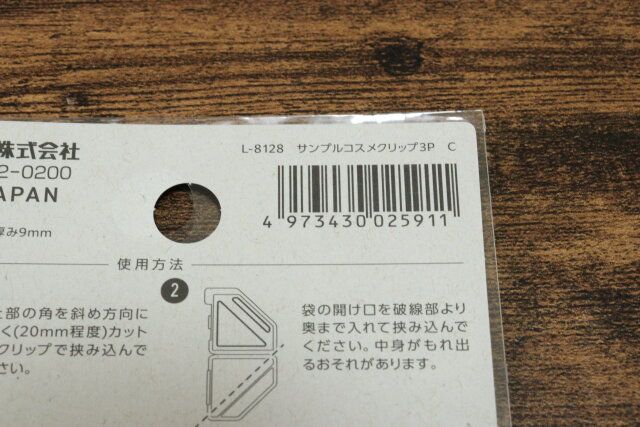 株式会社
2-0200
APAN
厚み9mm
L-8128 サンプルコスメクリップ3P C
4 973430 025911
使用方法
部の角を斜め方向に
く(20mm程度)カット
クリップで挟み込んで
さい。
2
袋の開け口を破線部より
奥まで入れて挟み込んで
ください。中身がもれ出
るおそれがあります。